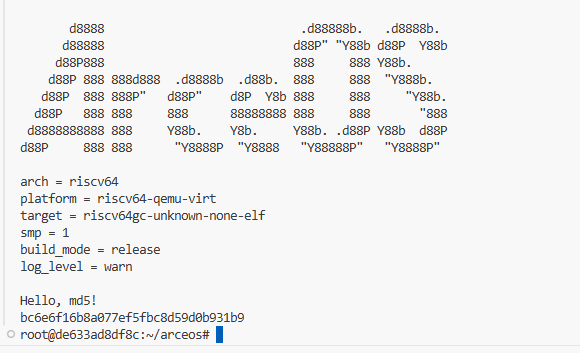 d8888                            .d88888b.   .d8888b.
      d88888                           d88P" "Y88b d88P  Y88b
     d88P888                           888     888 Y88b.
    d88P 888 888d888  .d8888b  .d88b.  888     888  "Y888b.
   d88P  888 888P"   d88P"    d8P  Y8b 888     888     "Y88b.
  d88P   888 888     888      88888888 888     888       "888
 d8888888888 888     Y88b.    Y8b.     Y88b. .d88P Y88b  d88P
d88P     888 888      "Y8888P  "Y8888   "Y88888P"   "Y8888P"

arch = riscv64
platform = riscv64-qemu-virt
target = riscv64gc-unknown-none-elf
smp = 1
build_mode = release
log_level = warn

Hello, md5!
bc6e6f16b8a077ef5fbc8d59d0b931b9
root@de633ad8df8c:~/arceos#